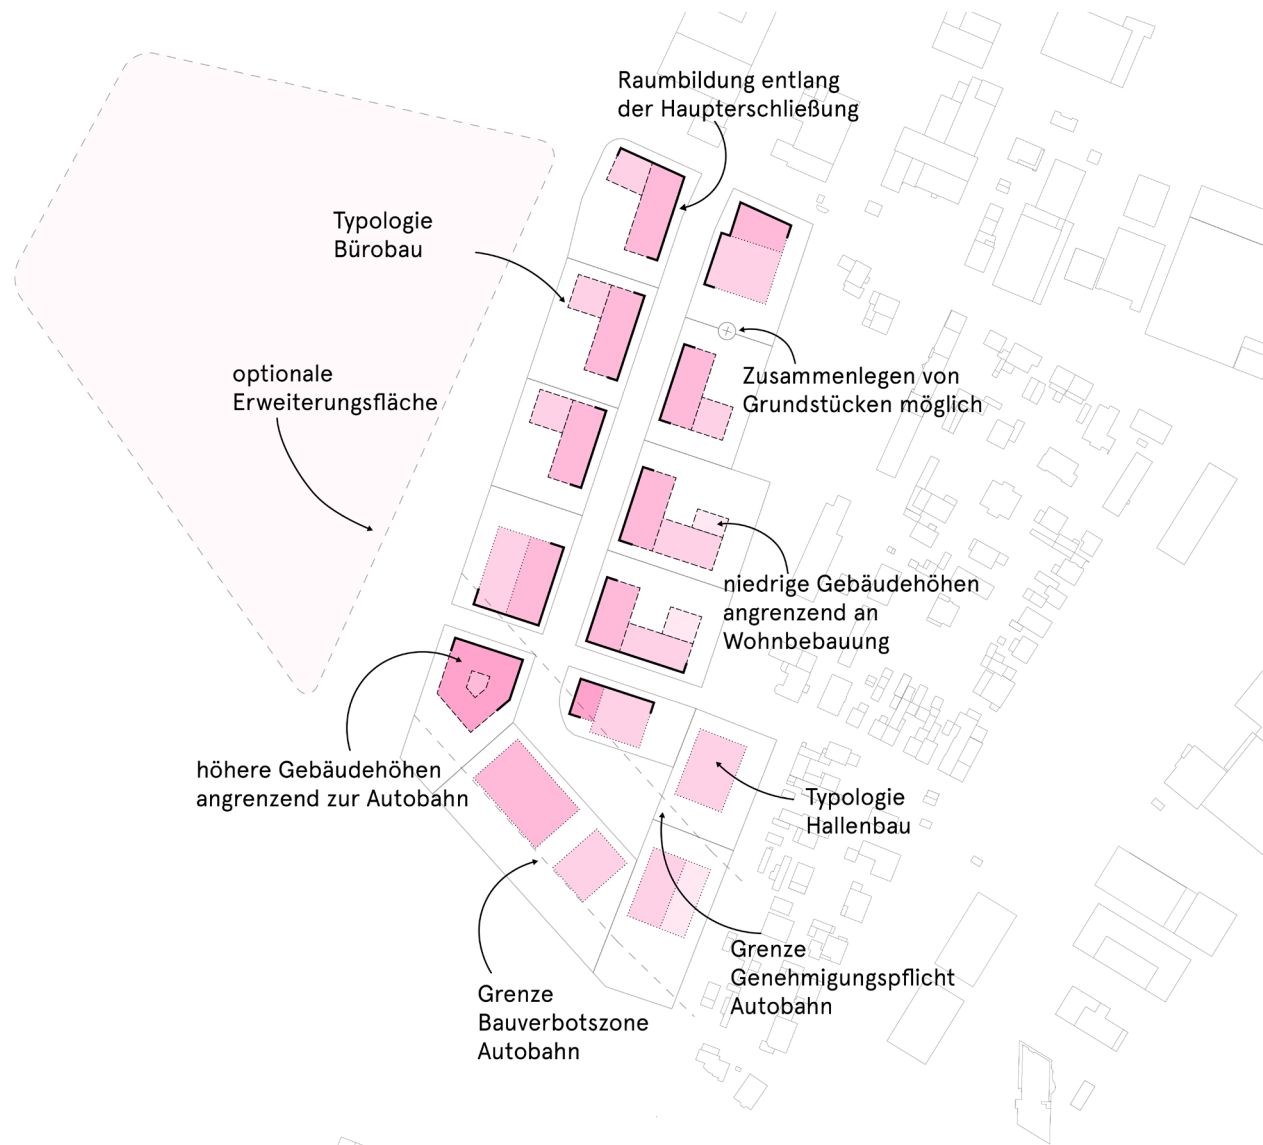 Raumbildung entlang
der Haupterschließung
Typologie
Bürobau
optionale
Erweiterungsfläche
Zusammenlegen von
Grundstücken möglich
niedrige Gebäudehöhen
angrenzend an
Wohnbebauung
höhere Gebäudehöhen
angrenzend zur Autobahn
Typologie
Hallenbau
Grenze
Genehmigungspflicht
Autobahn
Grenze
Bauverbotszone
Autobahn